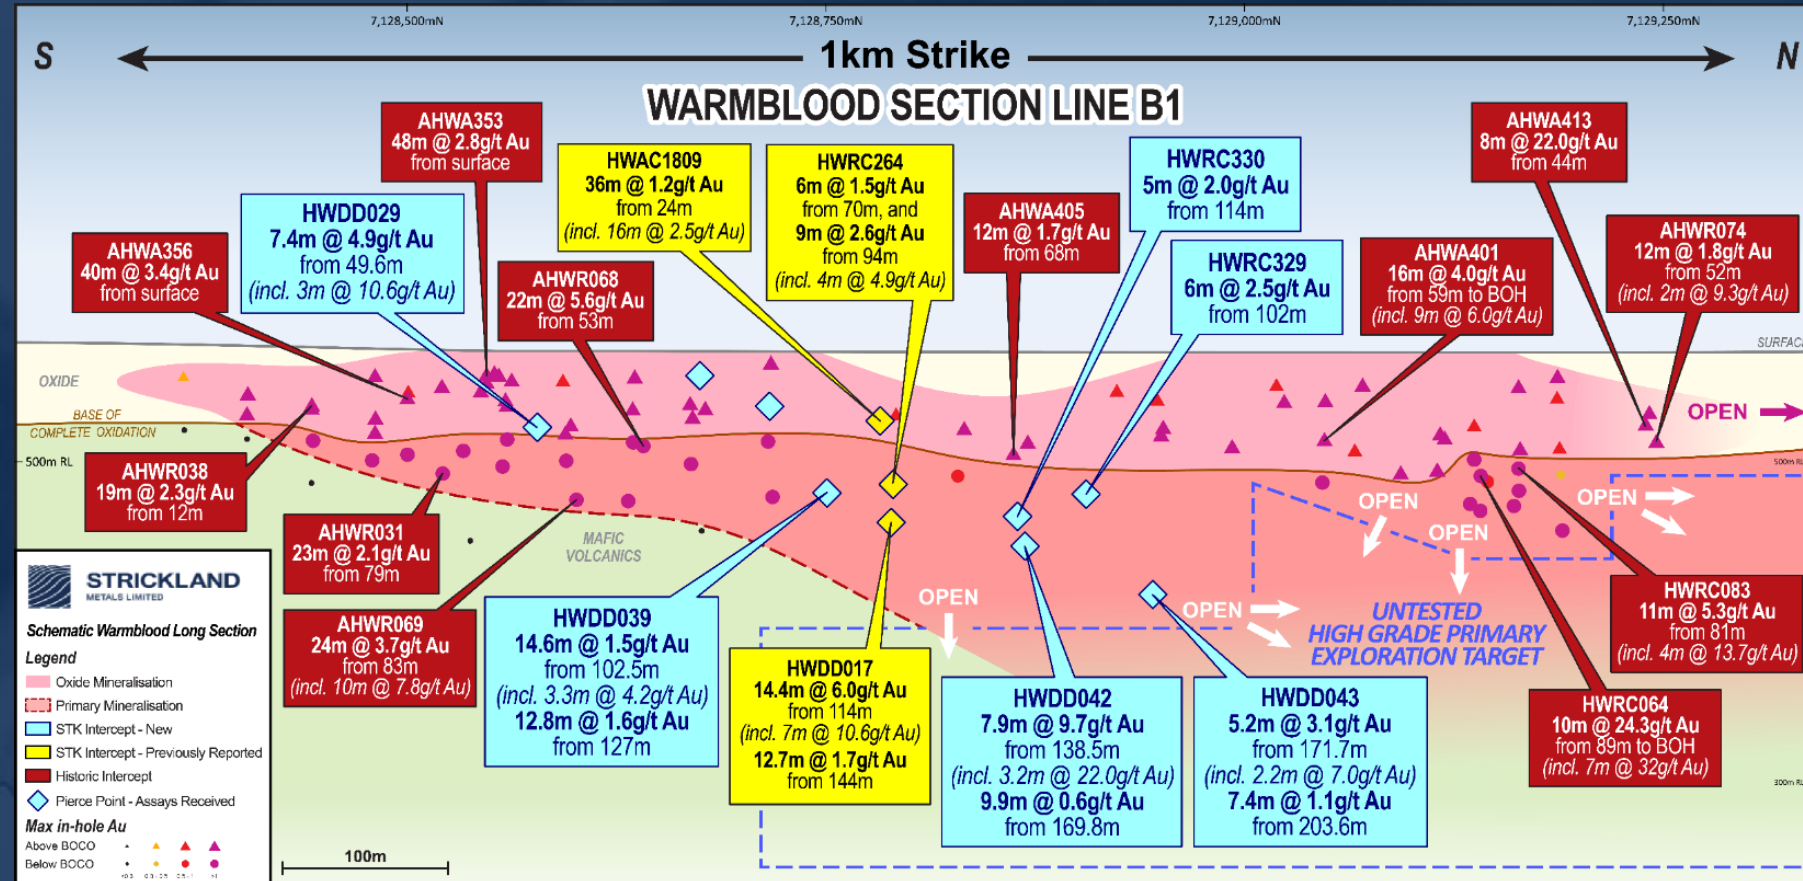 7,128,500mN
7,128,750mN
7,129,000mN
7,129,250mN
S
1km Strike
N
WARMBLOOD SECTION LINE B1
AHWA353
48m @ 2.8g/t Au
from surface
AHWA413
8m @ 22.0g/t Au
from 44m
HWAC1809
36m @ 1.2g/t Au
from 24m
(incl. 16m @ 2.5g/t Au)
HWRC264
6m @ 1.5g/t Au
from 70m, and
9m @ 2.6g/t Au
from 94m
(incl. 4m @ 4.9g/t Au)
HWRC330
5m @ 2.0g/t Au
from 114m
HWDD029
7.4m @ 4.9g/t Au
from 49.6m
(incl. 3m @ 10.6g/t Au)
AHWA405
12m @ 1.7g/t Au
from 68m
AHWR074
12m @ 1.8g/t Au
from 52m
(incl. 2m @ 9.3g/t Au)
AHWA356
40m @ 3.4g/t Au
from surface
AHWR068
22m @ 5.6g/t Au
from 53m
HWRC329
6m @ 2.5g/t Au
from 102m
AHWA401
16m @ 4.0g/t Au
from 59m to BOH
(incl. 9m @ 6.0g/t Au)
SURFACE
OXIDE
BASE OF
COMPLETE OXIDATION
OPEN
500m RL
500m RL
AHWR038
19m @ 2.3g/t Au
from 12m
OPEN
OPEN
OPEN
AHWR031
23m @ 2.1g/t Au
from 79m
MAFIC
VOLCANICS
HWRC083
11m @ 5.3g/t Au
from 81m
(incl. 4m @ 13.7g/t Au)
OPEN
OPEN
UNTESTED
HIGH GRADE PRIMARY
EXPLORATION TARGET
AHWR069
24m @ 3.7g/t Au
from 83m
(incl. 10m @ 7.8g/t Au)
HWDD039
14.6m @ 1.5g/t Au
from 102.5m
(incl. 3.3m @ 4.2g/t Au)
12.8m @ 1.6g/t Au
from 127m
HWDD017
14.4m @ 6.0g/t Au
from 114m
(incl. 7m @ 10.6g/t Au)
12.7m @ 1.7g/t Au
from 144m
HWDD042
7.9m @ 9.7g/t Au
from 138.5m
(incl. 3.2m @ 22.0g/t Au)
9.9m @ 0.6g/t Au
from 169.8m
HWDD043
5.2m @ 3.1g/t Au
from 171.7m
(incl. 2.2m @ 7.0g/t Au)
7.4m @ 1.1g/t Au
from 203.6m
HWRC064
10m @ 24.3g/t Au
from 89m to BOH
(incl. 7m @ 32g/t Au)
300m RL
STRICKLAND
METALS LIMITED
Schematic Warmblood Long Section
Legend
Oxide Mineralisation
Primary Mineralisation
STK Intercept - New
STK Intercept - Previously Reported
Historic Intercept
Pierce Point - Assays Received
Max in-hole Au
Above BOCO
Below BOCO
100m